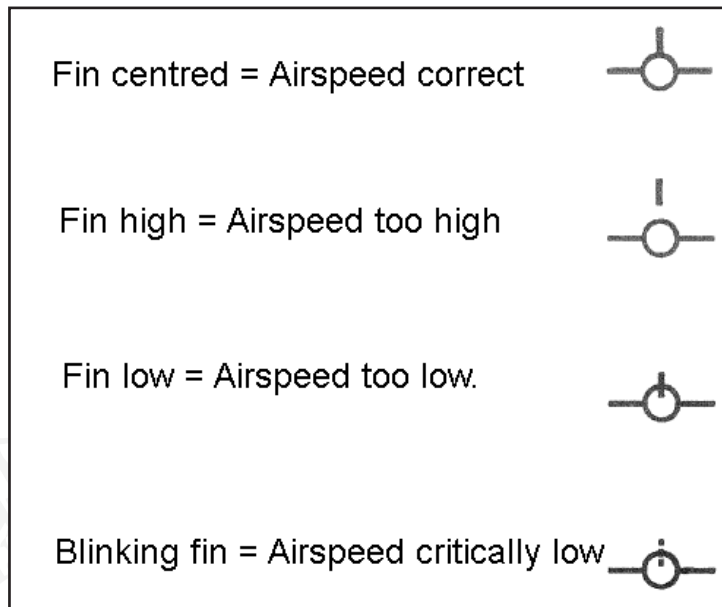 Fin centred = Airspeed correct
Fin high = Airspeed too high
Fin low = Airspeed too low.
Blinking fin = Airspeed critically low